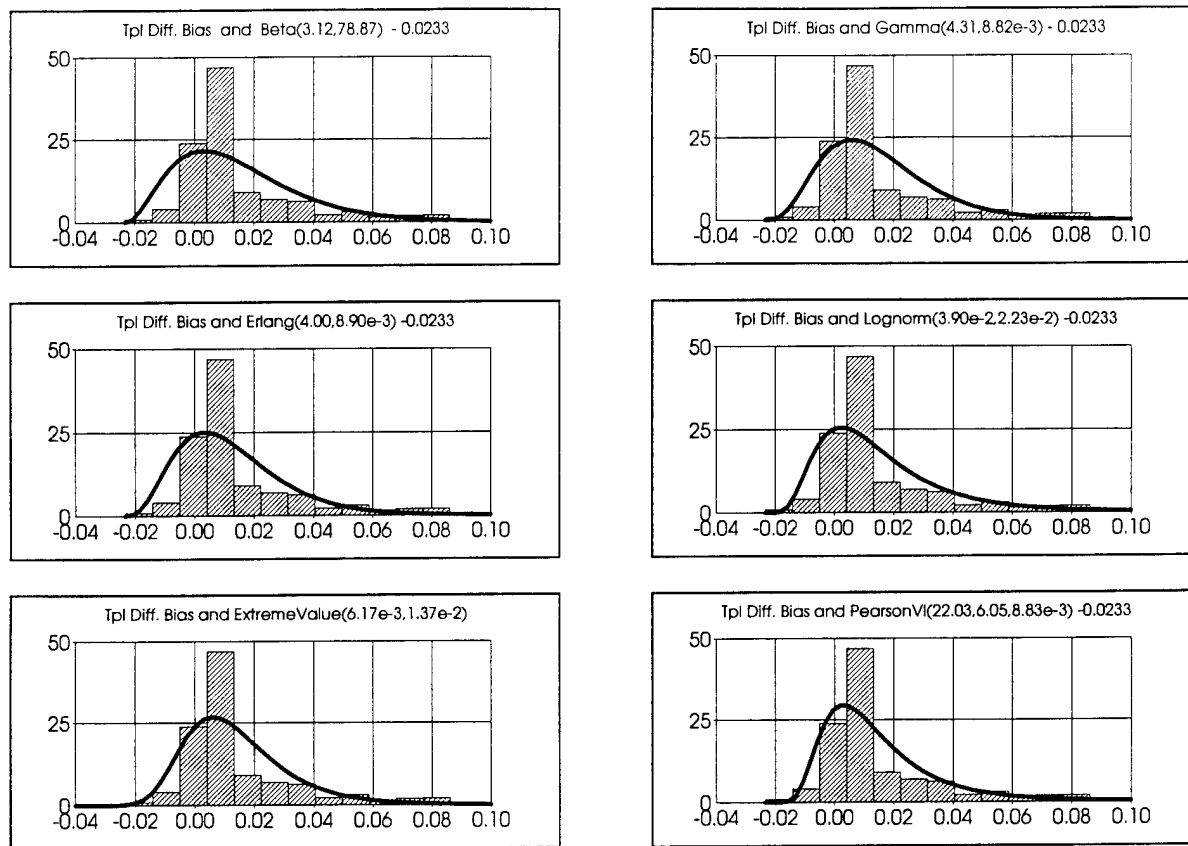 Tpl Diff. Bias and Beta(3.12,78.87) - 0.0233
50
25
0
-0.04 -0.02 0.00 0.02 0.04 0.06 0.08 0.10
Tpl Diff. Bias and Gamma(4.31,8.82e-3) - 0.0233
50
25
0
-0.04 -0.02 0.00 0.02 0.04 0.06 0.08 0.10
Tpl Diff. Bias and Erlang(4.00,8.90e-3) -0.0233
50
25
0
-0.04 -0.02 0.00 0.02 0.04 0.06 0.08 0.10
Tpl Diff. Bias and Lognorm(3.90e-2,2.23e-2) -0.0233
50
25
0
-0.04 -0.02 0.00 0.02 0.04 0.06 0.08 0.10
Tpl Diff. Bias and ExtremeValue(6.17e-3,1.37e-2)
50
25
0
-0.04 -0.02 0.00 0.02 0.04 0.06 0.08 0.10
Tpl Diff. Bias and PearsonVI(22.03,6.05,8.83e-3) -0.0233
50
25
0
-0.04 -0.02 0.00 0.02 0.04 0.06 0.08 0.10